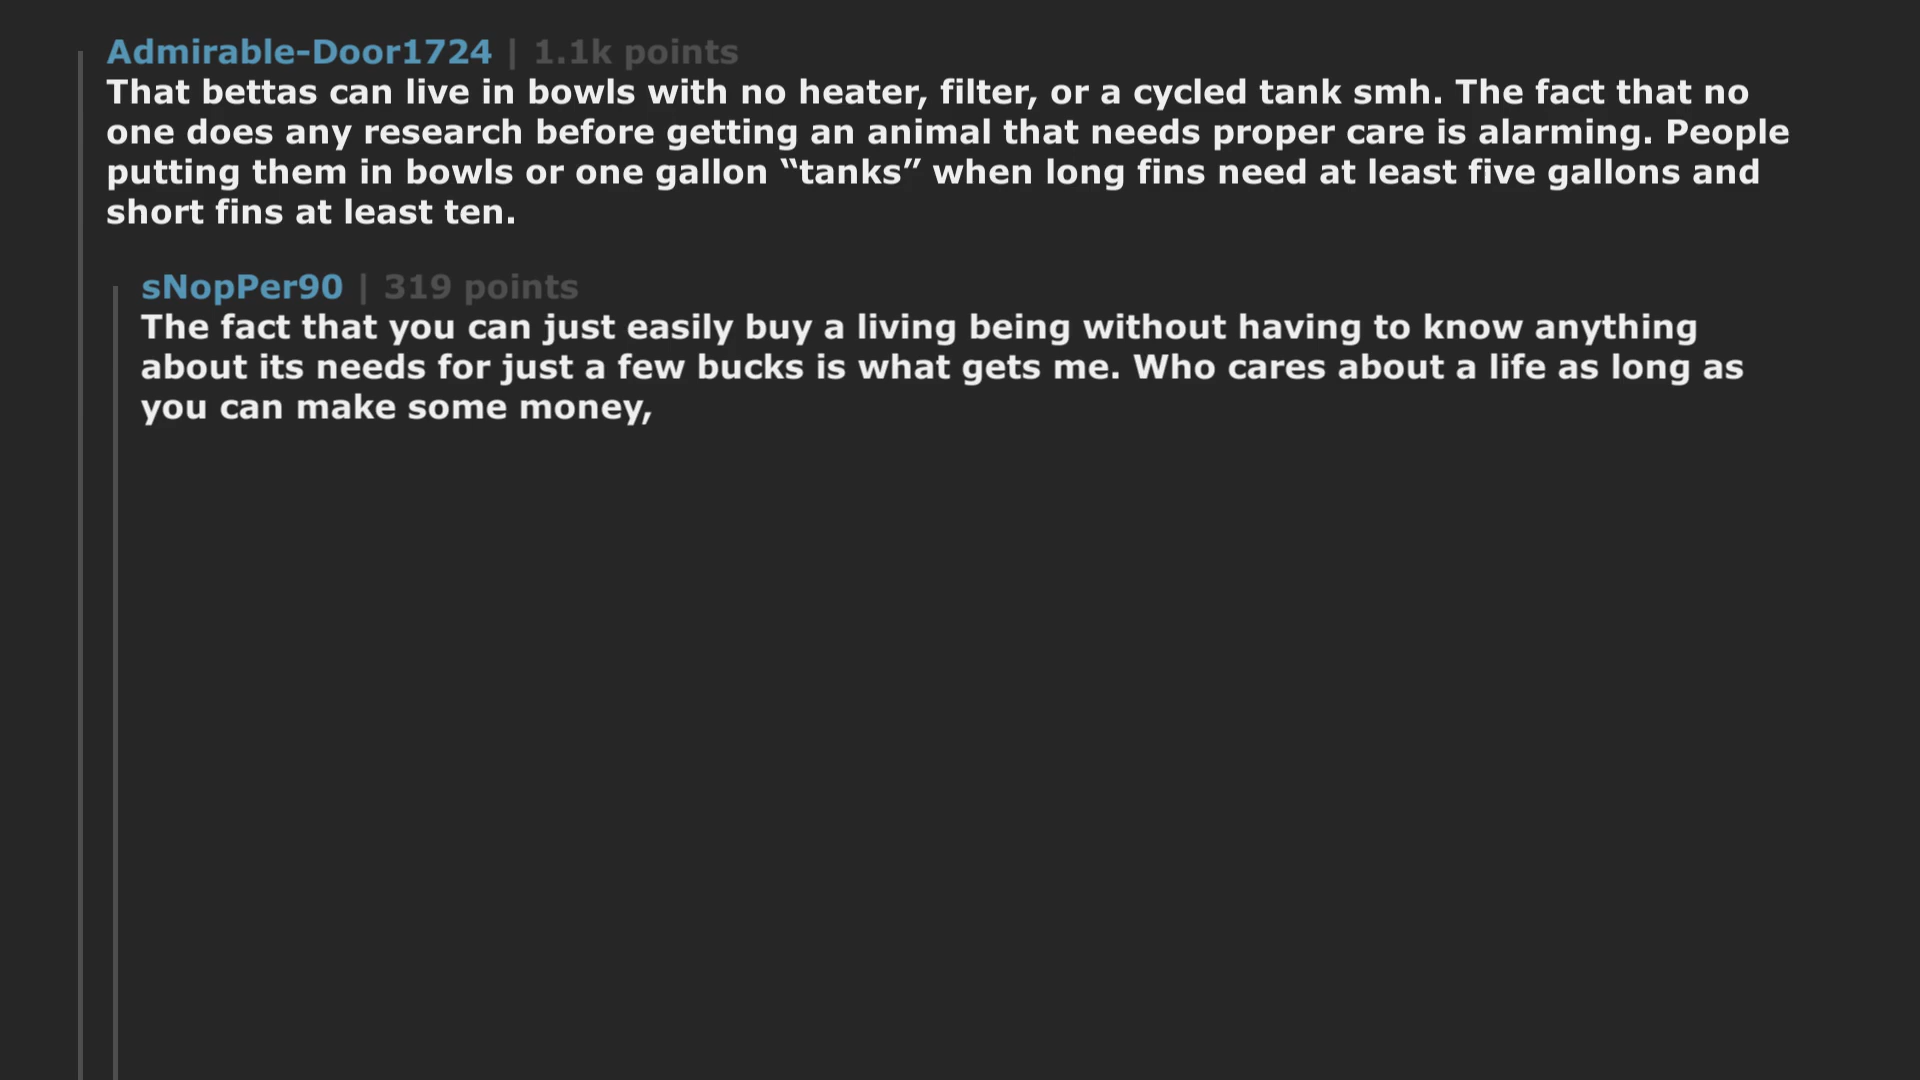 Admirable-Door1724 | 1.1k points
That bettas can live in bowls with no heater, filter, or a cycled tank smh. The fact that no
one does any research before getting an animal that needs proper care is alarming. People
putting them in bowls or one gallon “tanks” when long fins need at least five gallons and
short fins at least ten.
sNopPer90 | 319 points
The fact that you can just easily buy a living being without having to know anything
about its needs for just a few bucks is what gets me. Who cares about a life as long as
you can make some money,